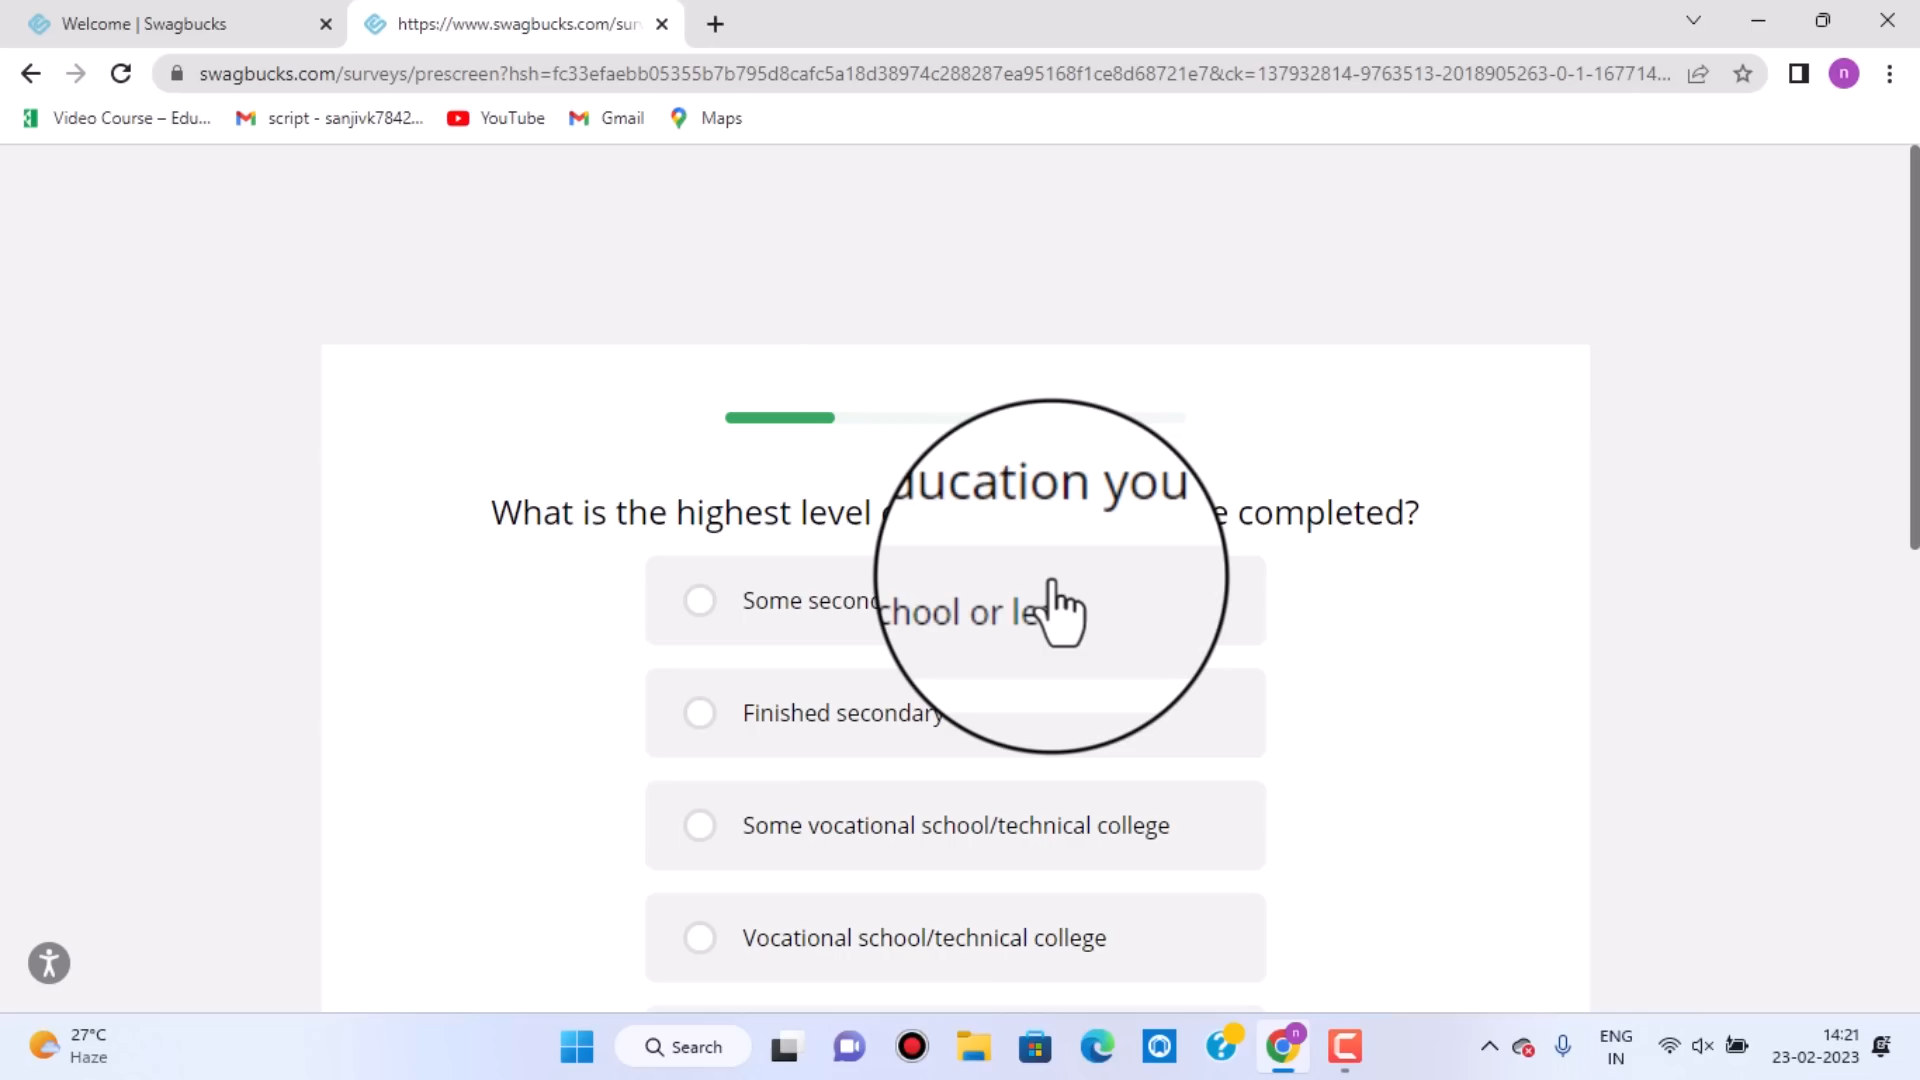 Welcome | Swagbucks
https://www.swagbucks.com/sur
swagbucks.com/surveys/prescreen?hsh=fc33efaebb05355b7b795d8cafc5a18d38974c288287ea95168f1ce8d68721e7&ck=137932814-9763513-2018905263-0-1-167714...
n
Video Course – Edu...
script - sanjivk7842...
YouTube
Gmail
Maps
What is the highest level
ducation you
e completed?
Some second
chool or le
Finished secondary
Some vocational school/technical college
Vocational school/technical college
27°C
Haze
Search
n
ENG
IN
14:21
23-02-2023